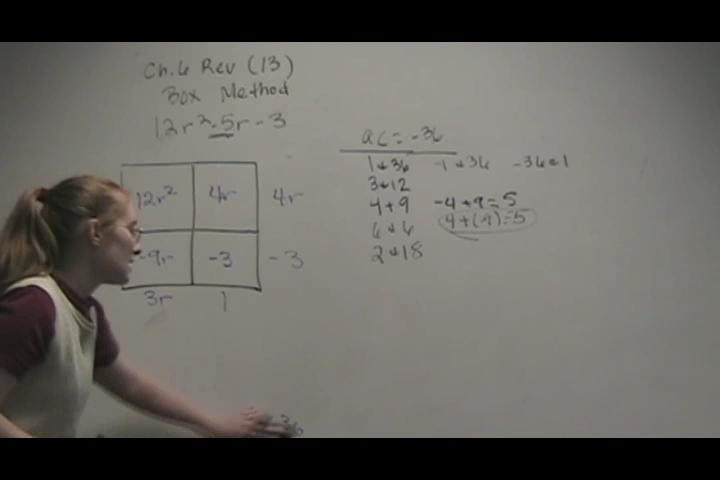 Ch.6 Rev (13)
Box Method
12r² - 5r - 3
12r² 4r 4r
-9r -3 -3
3r 1
ac = -36
1 & 36 -1 & 36 -36 & 1
3 & 12
4 + 9 -4 + 9 = 5
6 & 6 4 + (-9) = -5
2 & 18
-36